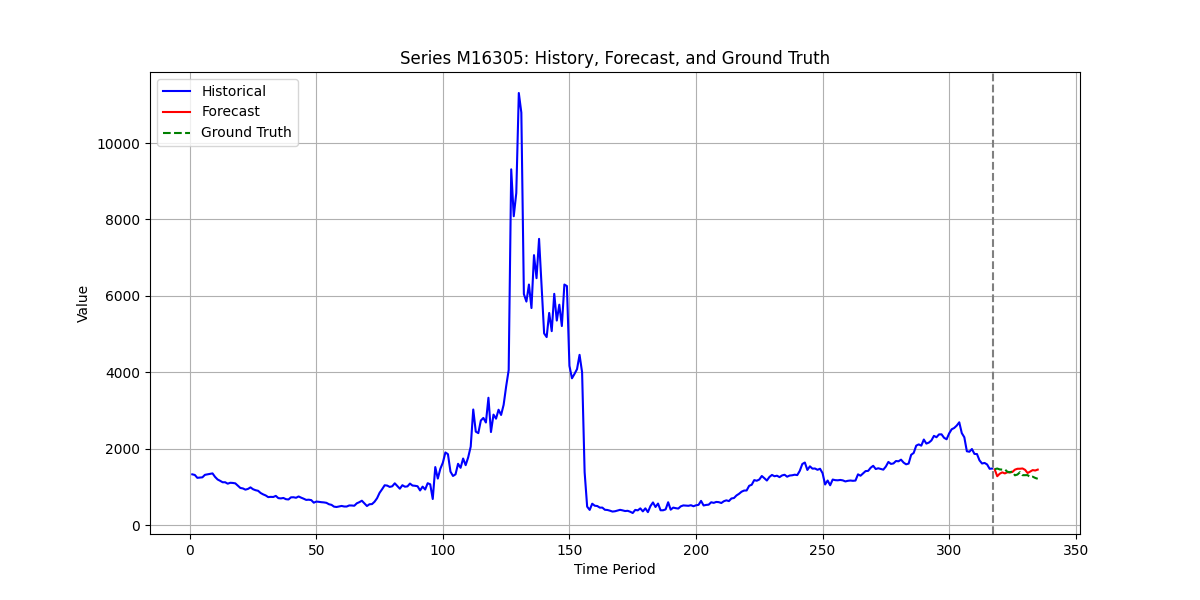 Series M16305: History, Forecast, and Ground Truth
Historical
Forecast
Ground Truth
10000
8000
6000
4000
2000
0
Value
0 50 100 150 200 250 300 350
Time Period